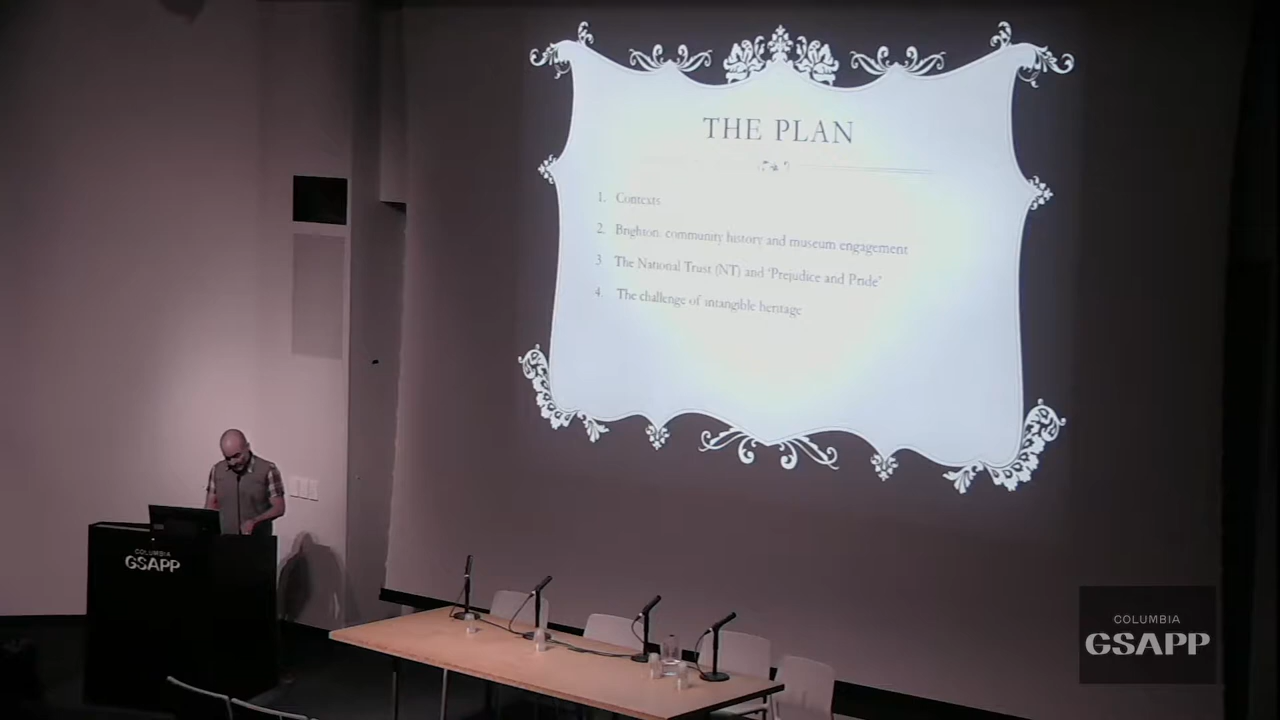 THE PLAN
1. Contexts
2. Brighton: community history and museum engagement
3 The National Trust (NT) and 'Prejudice and Pride'
4. The challenge of intangible heritage
COLUMBIA
GSAPP
COLUMBIA
GSAPP